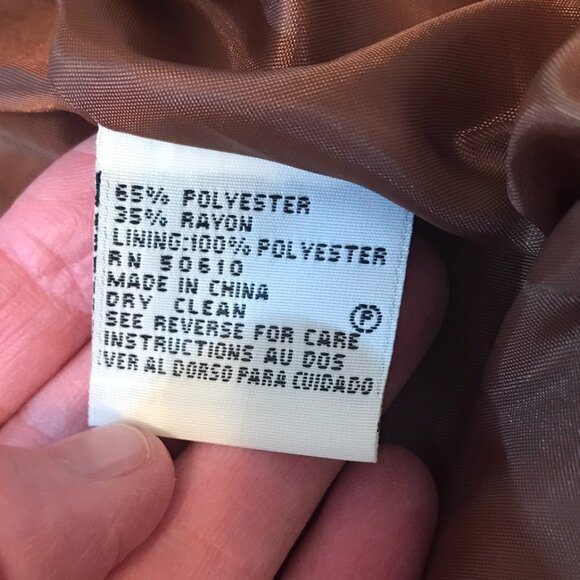 65% POLYESTER
35% RAYON
LINING:100% POLYESTER
RN 50610
MADE IN CHINA
DRY CLEAN
P
SEE REVERSE FOR CARE
INSTRUCTIONS AU DOS
VER AL DORSO PARA CUIDADO